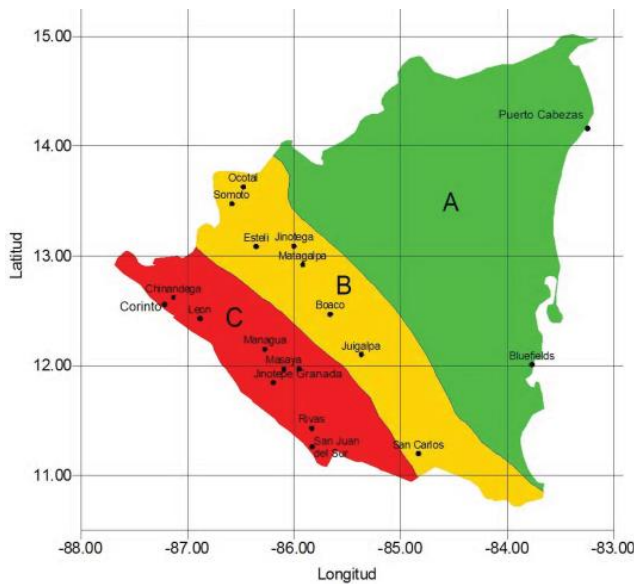 15.00
Puerto Cabezas
14.00
Ocotal
Somoto
A
Esteli Jinotega
13.00
Matagalpa
B
Chinandega
Boaco
Corinto
Leon
C
Managua
Juigalpa
12.00
Masaya
Bluefields
Jinotepe Granada
Rivas
San Juan
del Sur
San Carlos
11.00
-88.00 -87.00 -86.00 -85.00 -84.00 -83.00
Longitud
Latitud